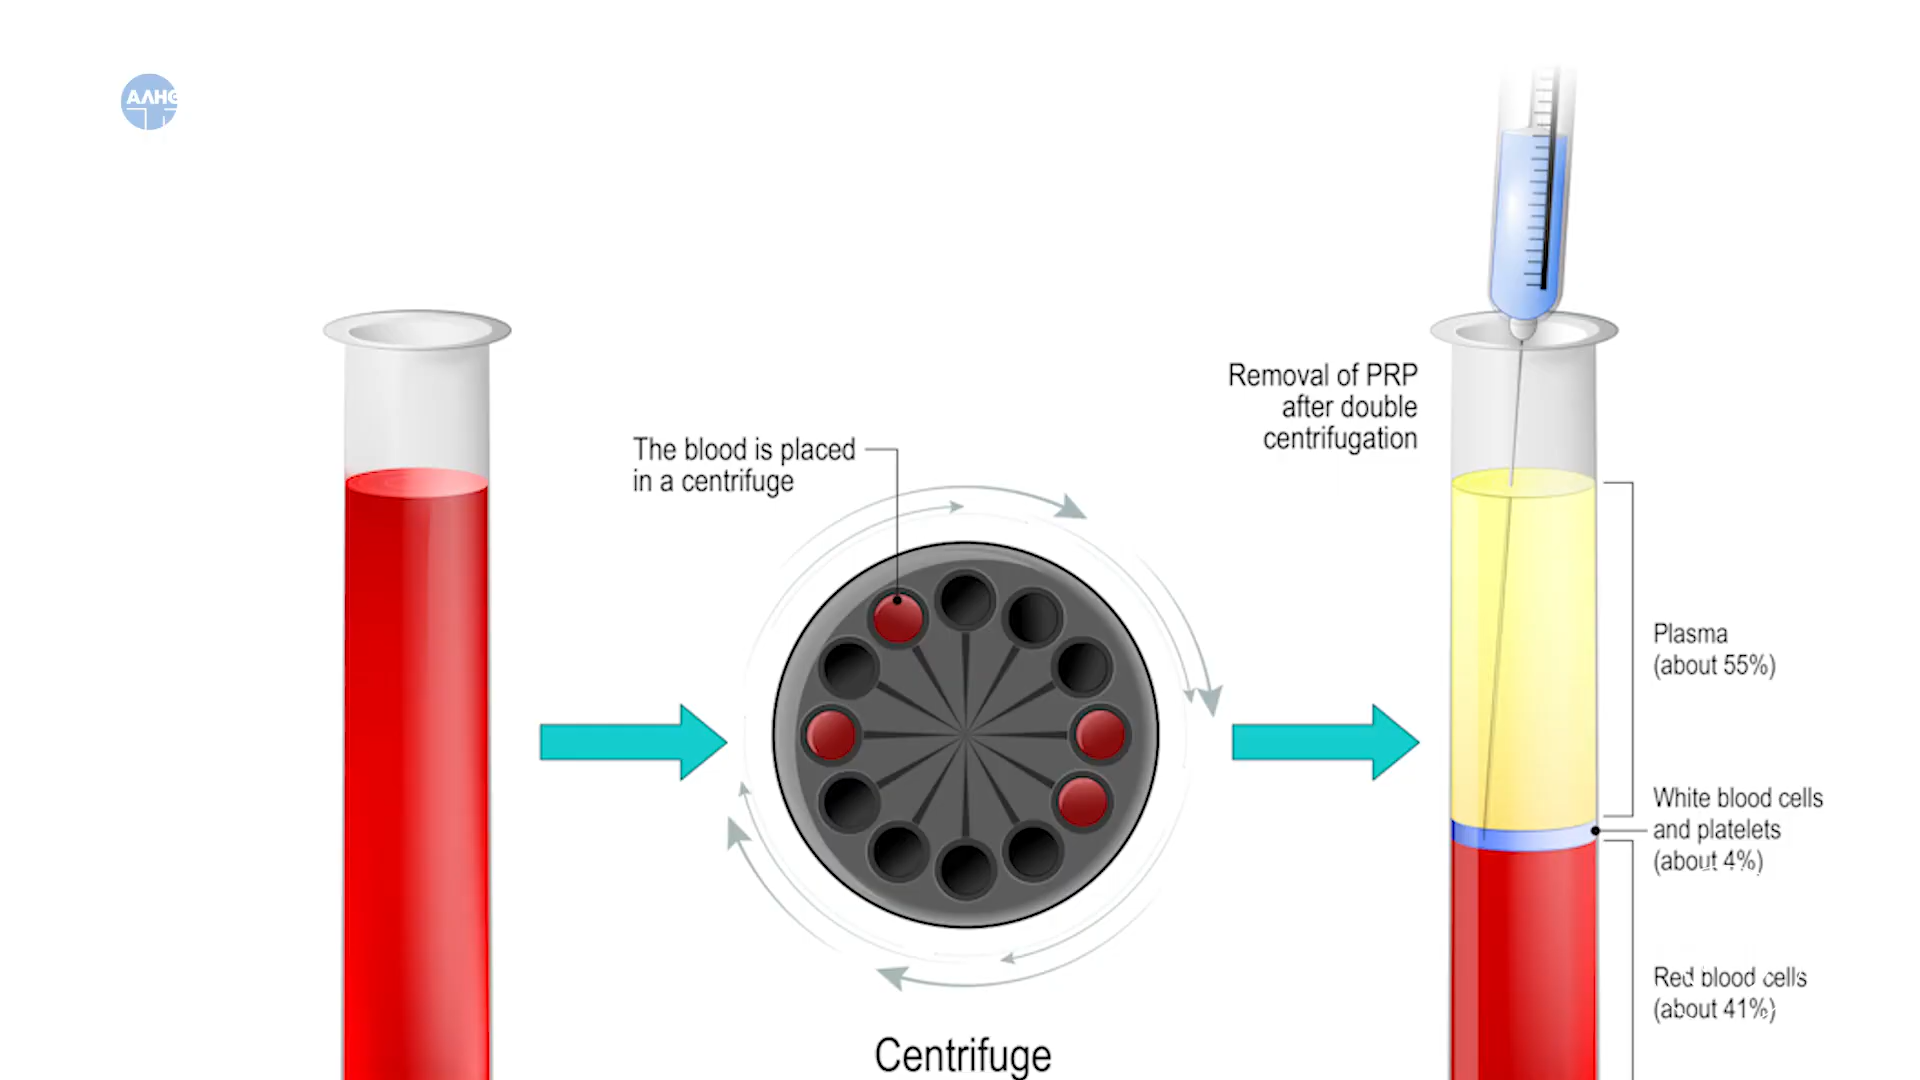 The blood is placed
in a centrifuge
Removal of PRP
after double
centrifugation
Plasma
(about 55%)
White blood cells
and platelets
(about 4%)
Red blood cells
(about 41%)
Centrifuge